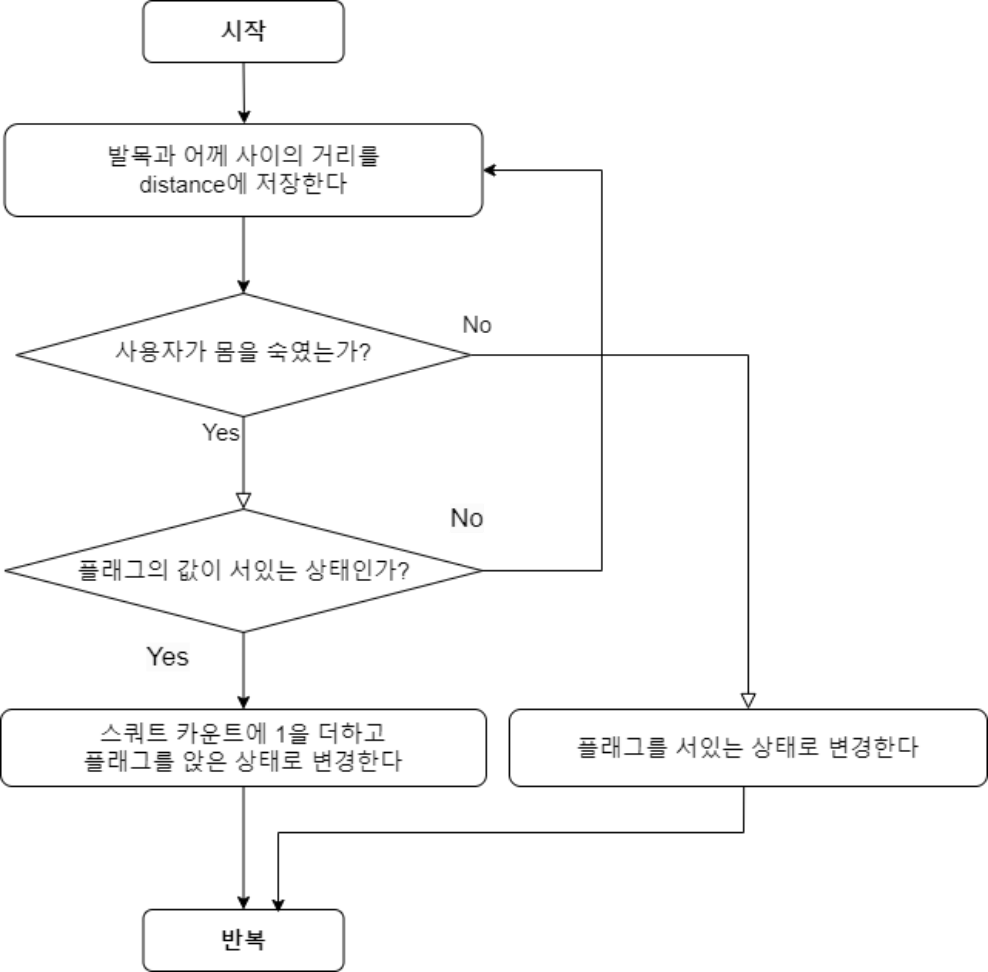 시작
발목과 어깨 사이의 거리를
distance에 저장한다
사용자가 몸을 숙였는가?
No
Yes
플래그의 값이 서있는 상태인가?
No
Yes
스쿼트 카운트에 1을 더하고
플래그를 앉은 상태로 변경한다
플래그를 서있는 상태로 변경한다
반복